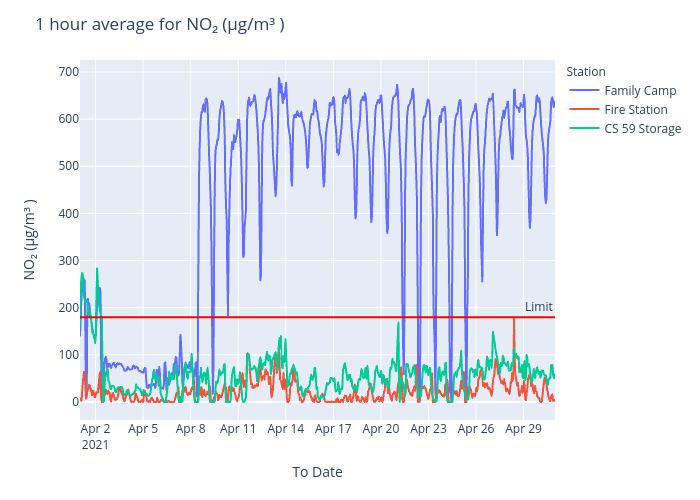 1 hour average for NO₂ (µg/m³ )
Station
Family Camp
Fire Station
CS 59 Storage
NO₂ (µg/m³ )
700
600
500
400
300
200
100
0
Limit
Apr 2
2021
Apr 5
Apr 8
Apr 11
Apr 14
Apr 17
Apr 20
Apr 23
Apr 26
Apr 29
To Date